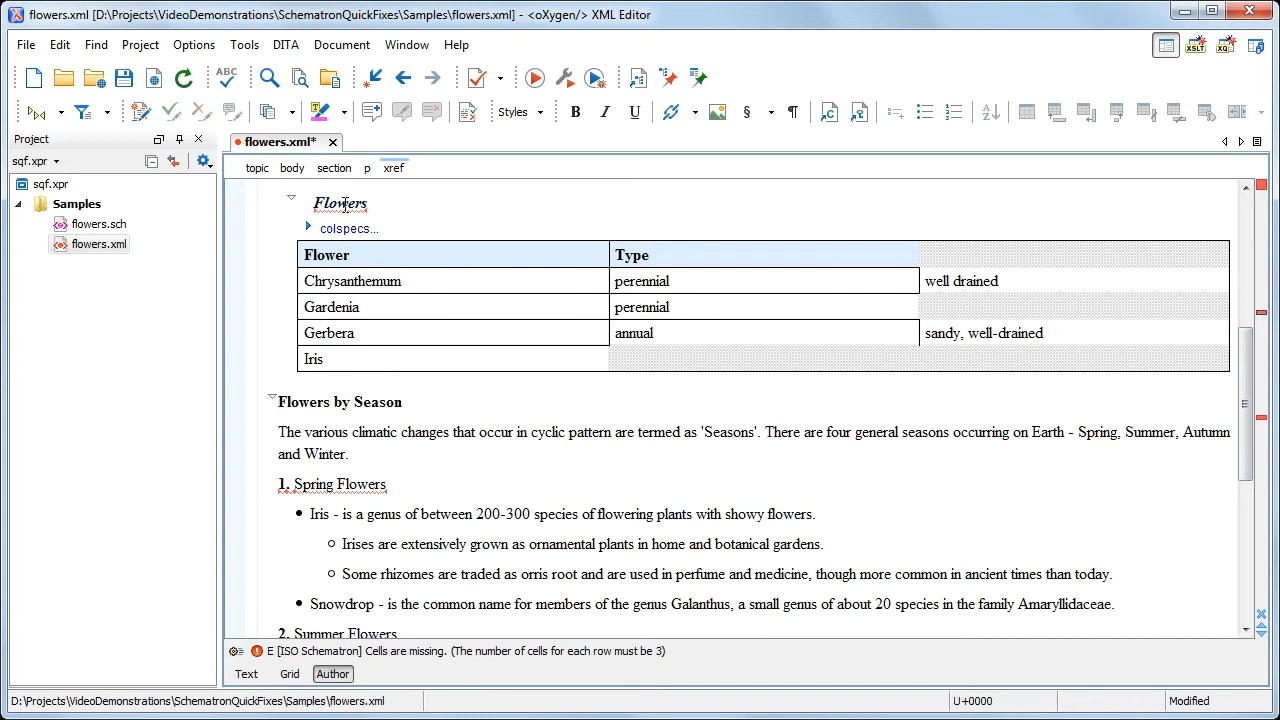 flowers.xml [D:\Projects\VideoDemonstrations\SchematronQuickFixes\Samples\flowers.xml] - <oXygen/> XML Editor
File Edit Find Project Options Tools DITA Document Window Help
Styles
Project
flowers.xml*
sqf.xpr
topic body section p xref
sqf.xpr
Samples
flowers.sch
flowers.xml
Flowers
colspecs...
Flower Type
Chrysanthemum perennial well drained
Gardenia perennial
Gerbera annual sandy, well-drained
Iris
Flowers by Season
The various climatic changes that occur in cyclic pattern are termed as 'Seasons'. There are four general seasons occurring on Earth - Spring, Summer, Autumn
and Winter.
1. Spring Flowers
Iris - is a genus of between 200-300 species of flowering plants with showy flowers.
Irises are extensively grown as ornamental plants in home and botanical gardens.
Some rhizomes are traded as orris root and are used in perfume and medicine, though more common in ancient times than today.
Snowdrop - is the common name for members of the genus Galanthus, a small genus of about 20 species in the family Amaryllidaceae.
2. Summer Flowers
E [ISO Schematron] Cells are missing. (The number of cells for each row must be 3)
Text Grid Author
D:\Projects\VideoDemonstrations\SchematronQuickFixes\Samples\flowers.xml U+0000 Modified